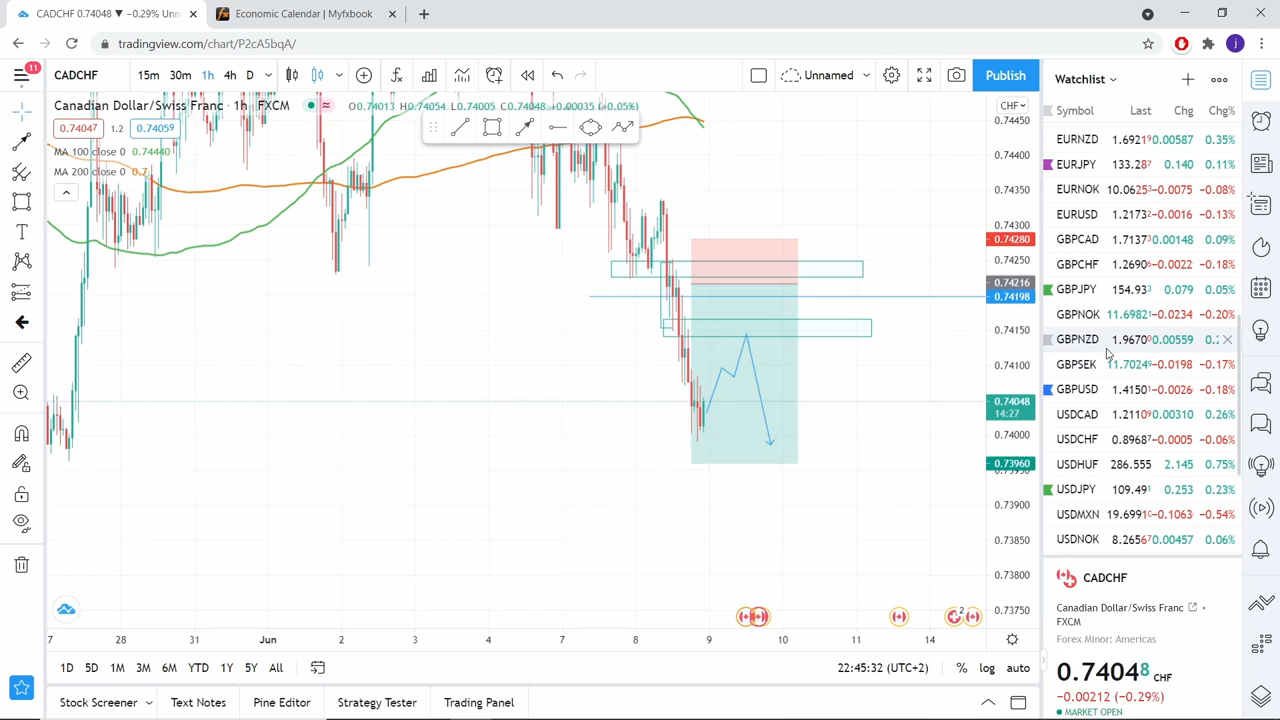 CADCHF 0.74048 ▼ −0.29% Unn
Economic Calendar | Myfxbook
tradingview.com/chart/P2cA5bqA/
j
11
CADCHF
15m 30m 1h 4h D
Unnamed
Publish
Watchlist
Canadian Dollar/Swiss Franc · 1h · FXCM
O0.74013 H0.74054 L0.74005 C0.74048 +0.00035 (+0.05%)
CHF
0.74047 1.2 0.74059
MA 100 close 0 0.74440
MA 200 close 0 0.7
0.74450
0.74400
0.74350
0.74300
0.74280
0.74250
0.74216
0.74198
0.74150
0.74100
0.74048
14:27
0.74000
0.73960
0.73900
0.73850
0.73800
0.73750
7 28 31 Jun 2 3 4 7 8 9 10 11 14
2
1D 5D 1M 3M 6M YTD 1Y 5Y All
22:45:32 (UTC+2)
% log auto
Stock Screener Text Notes Pine Editor Strategy Tester Trading Panel
Symbol Last Chg Chg%
EURNZD 1.69219 0.00587 0.35%
EURJPY 133.287 0.140 0.11%
EURNOK 10.06253 −0.0075 −0.08%
EURUSD 1.21732 −0.0016 −0.13%
GBPCAD 1.71373 0.00148 0.09%
GBPCHF 1.26906 −0.0022 −0.18%
GBPJPY 154.933 0.079 0.05%
GBPNOK 11.69821 −0.0234 −0.20%
GBPNZD 1.96700 0.00559 0.2
GBPSEK 11.70249 −0.0198 −0.17%
GBPUSD 1.41501 −0.0026 −0.18%
USDCAD 1.21109 0.00310 0.26%
USDCHF 0.89687 −0.0005 −0.06%
USDHUF 286.555 2.145 0.75%
USDJPY 109.491 0.253 0.23%
USDMXN −0.1063 −0.54%
USDNOK 8.26567 0.00457 0.06%
CADCHF
Canadian Dollar/Swiss Franc ·
FXCM
Forex Minor: Americas
0.74048 CHF
−0.00212 (−0.29%)
MARKET OPEN